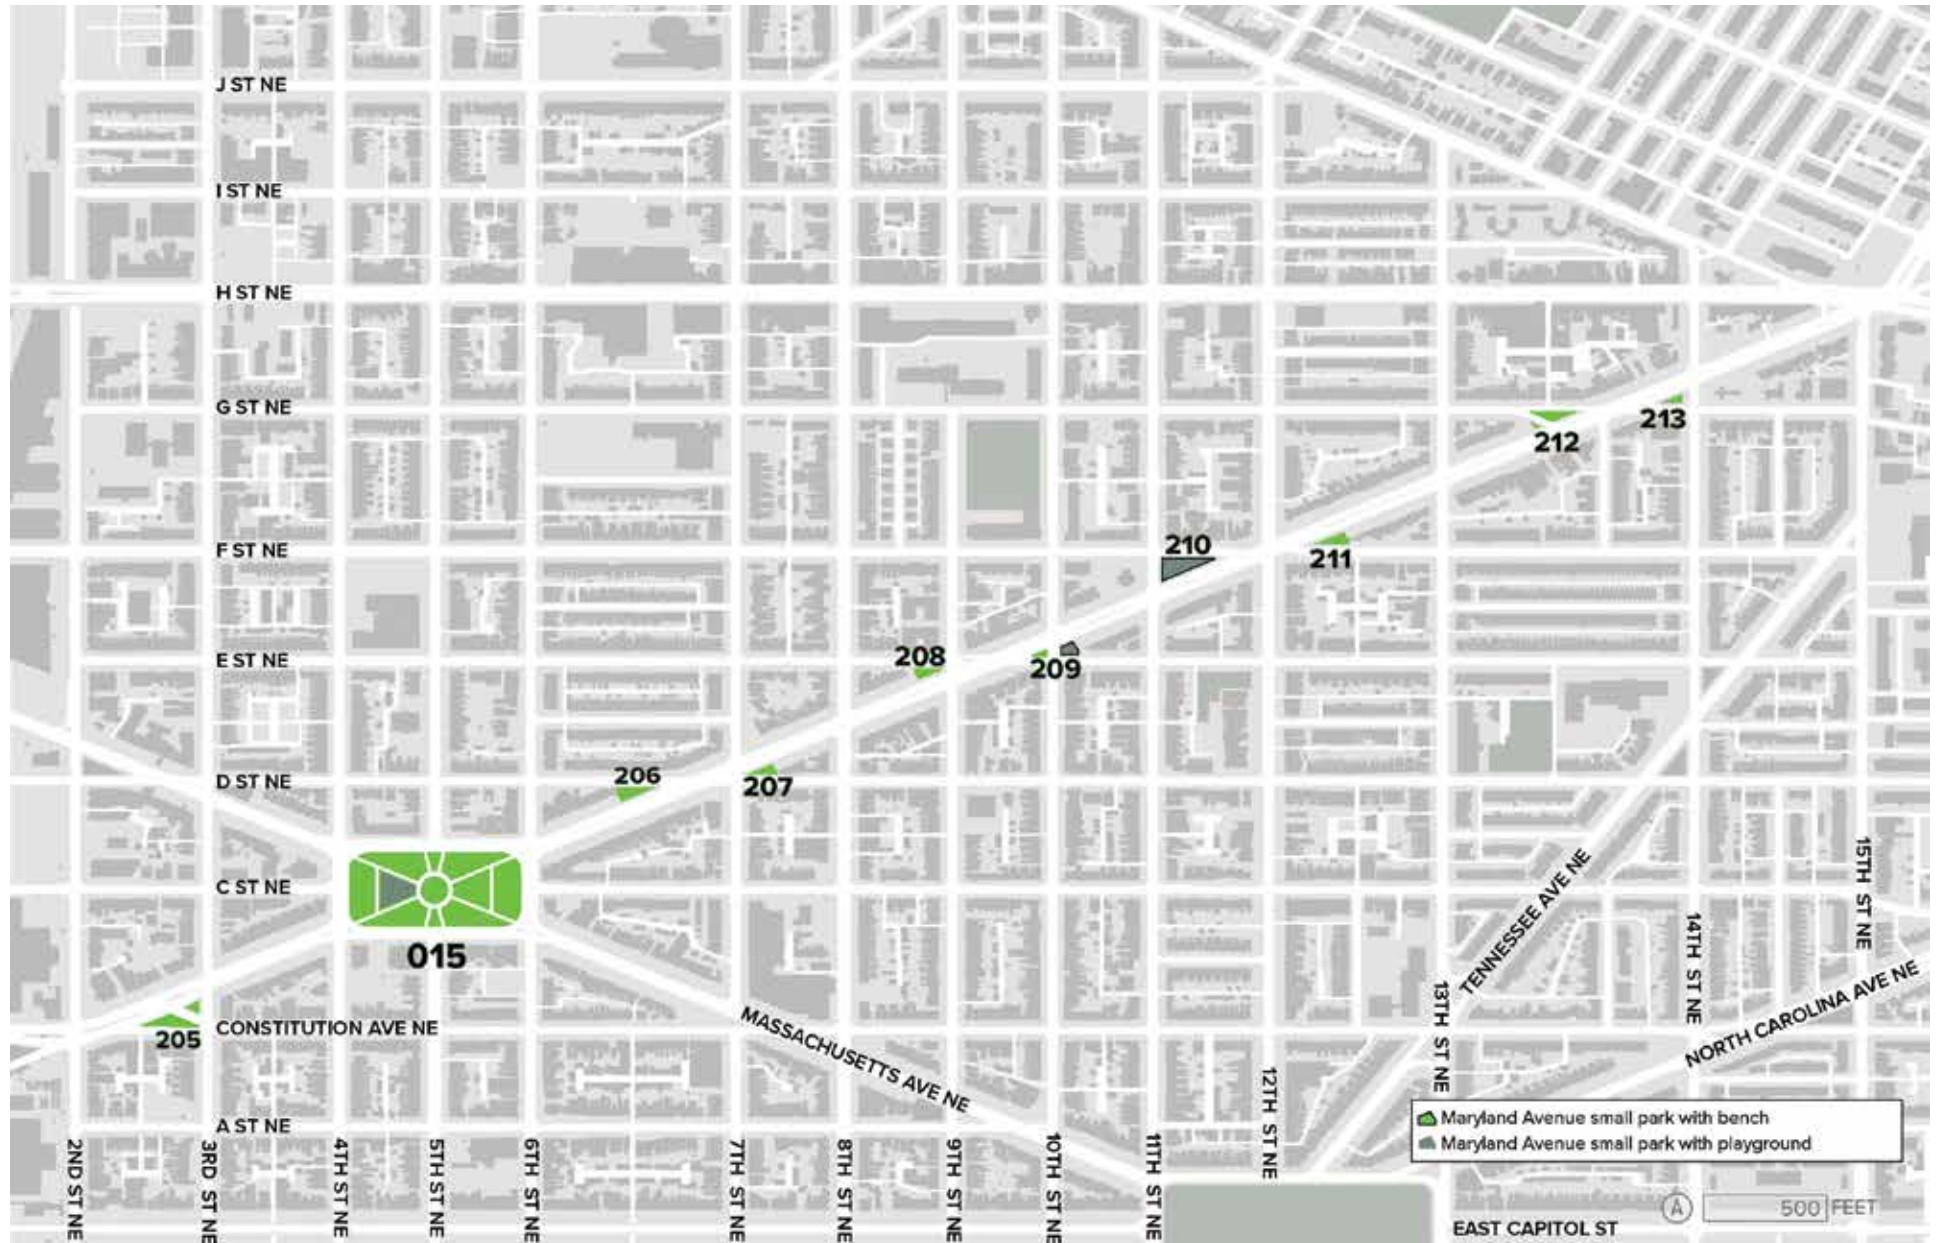 J ST NE
I ST NE
H ST NE
G ST NE
213
212
F ST NE
210
211
E ST NE
208
209
D ST NE
206
207
C ST NE
15TH ST NE
TENNESSEE AVE NE
14TH ST NE
015
NORTH CAROLINA AVE NE
13TH ST NE
205
CONSTITUTION AVE NE
MASSACHUSETTS AVE NE
12TH ST NE
A ST NE
Maryland Avenue small park with bench
Maryland Avenue small park with playground
2ND ST NE
3RD ST NE
4TH ST NE
5TH ST NE
6TH ST NE
7TH ST NE
8TH ST NE
9TH ST NE
10TH ST NE
11TH ST NE
A
500 FEET
EAST CAPITOL ST